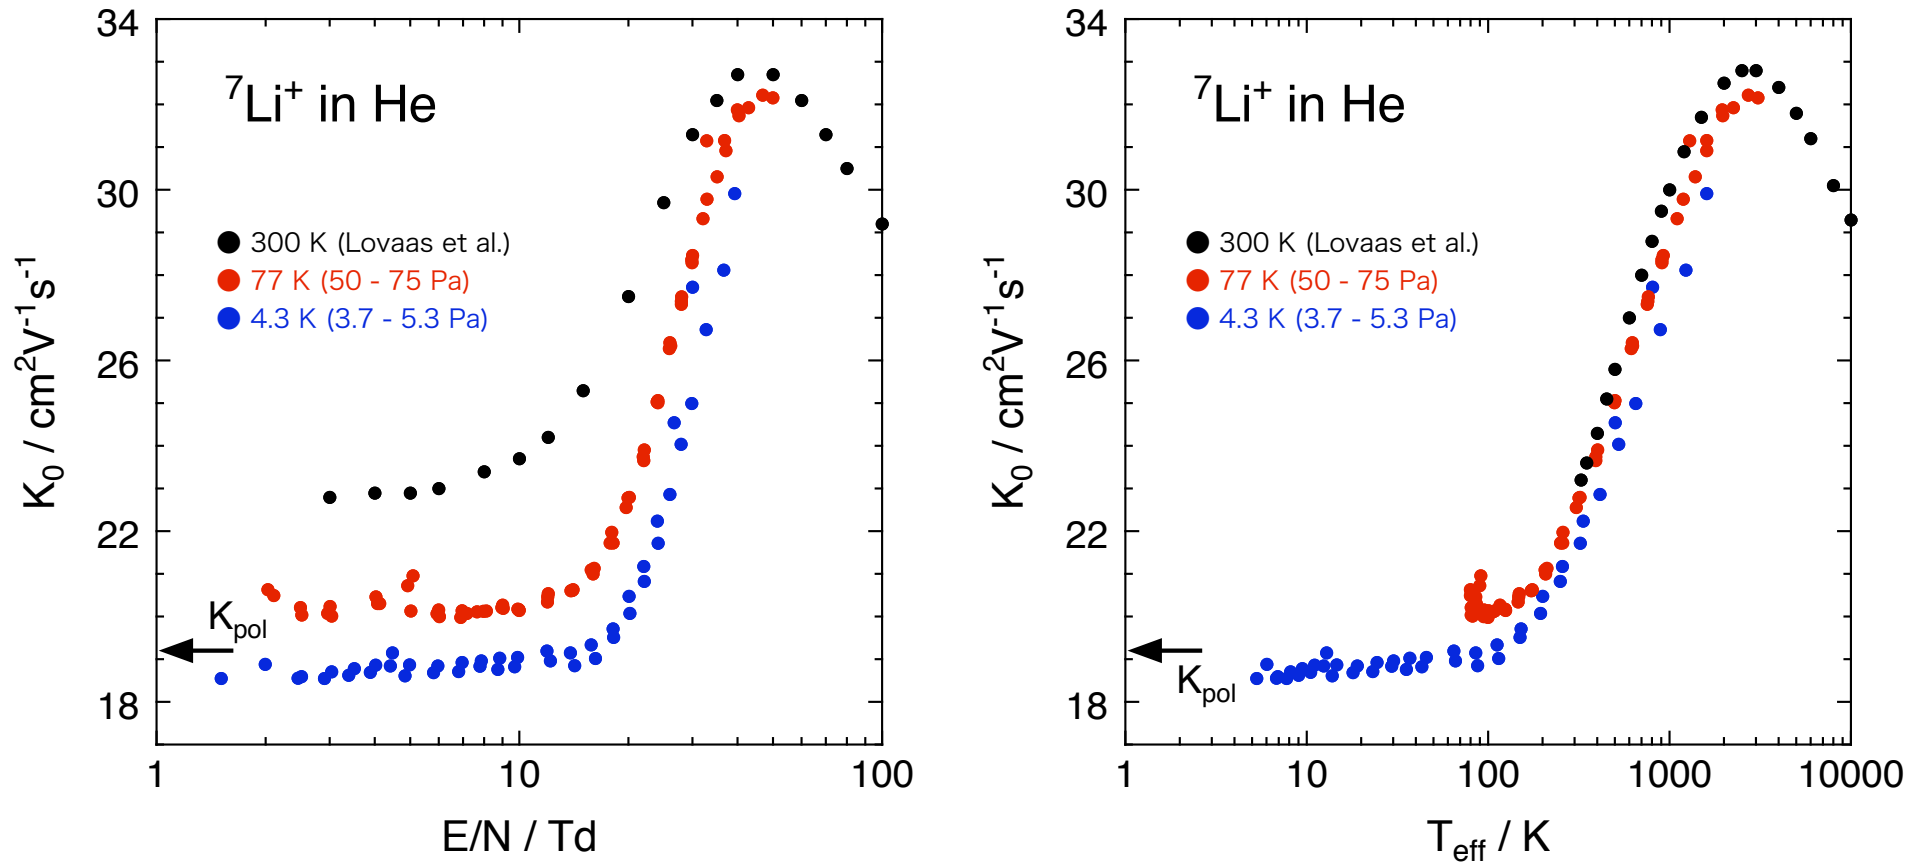 34
30
26
22
18
K₀ / cm²V⁻¹s⁻¹
⁷Li⁺ in He
300 K (Lovaas et al.)
77 K (50 - 75 Pa)
4.3 K (3.7 - 5.3 Pa)
Kpol
1 10 100
E/N / Td
34
30
26
22
18
K₀ / cm²V⁻¹s⁻¹
⁷Li⁺ in He
300 K (Lovaas et al.)
77 K (50 - 75 Pa)
4.3 K (3.7 - 5.3 Pa)
Kpol
1 10 100 1000 10000
Teff / K